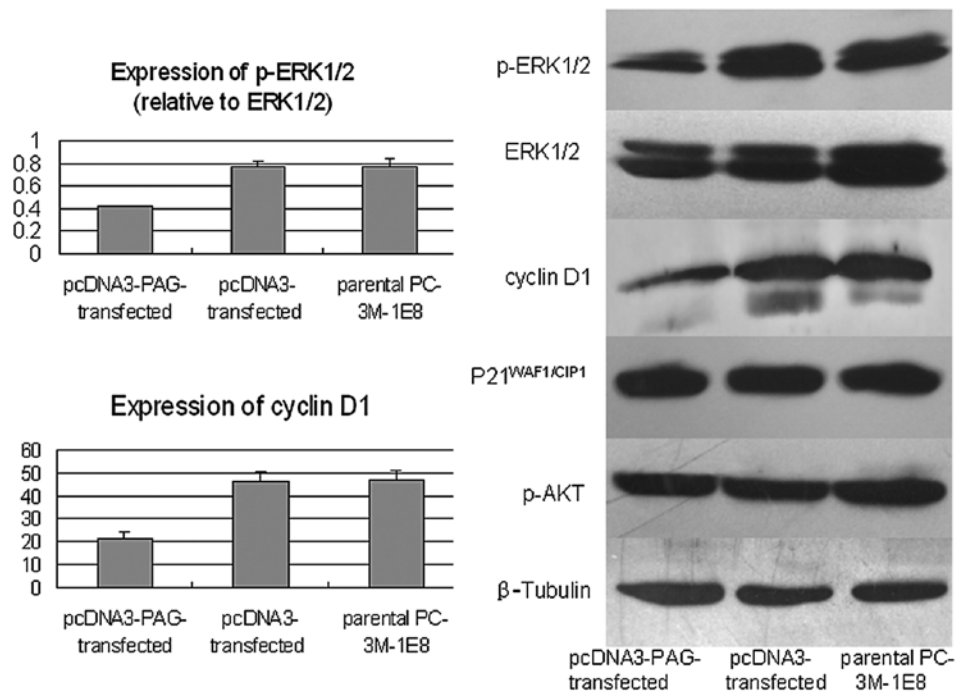 Expression of p-ERK1/2
(relative to ERK1/2)
1
0.8
0.6
0.4
0.2
0
pcDNA3-PAG-
transfected
pcDNA3-
transfected
parental PC-
3M-1E8
Expression of cyclin D1
60
50
40
30
20
10
0
pcDNA3-PAG-
transfected
pcDNA3-
transfected
parental PC-
3M-1E8
p-ERK1/2
ERK1/2
cyclin D1
P21WAF1/CIP1
p-AKT
β-Tubulin
pcDNA3-PAG-
transfected
pcDNA3-
transfected
parental PC-
3M-1E8